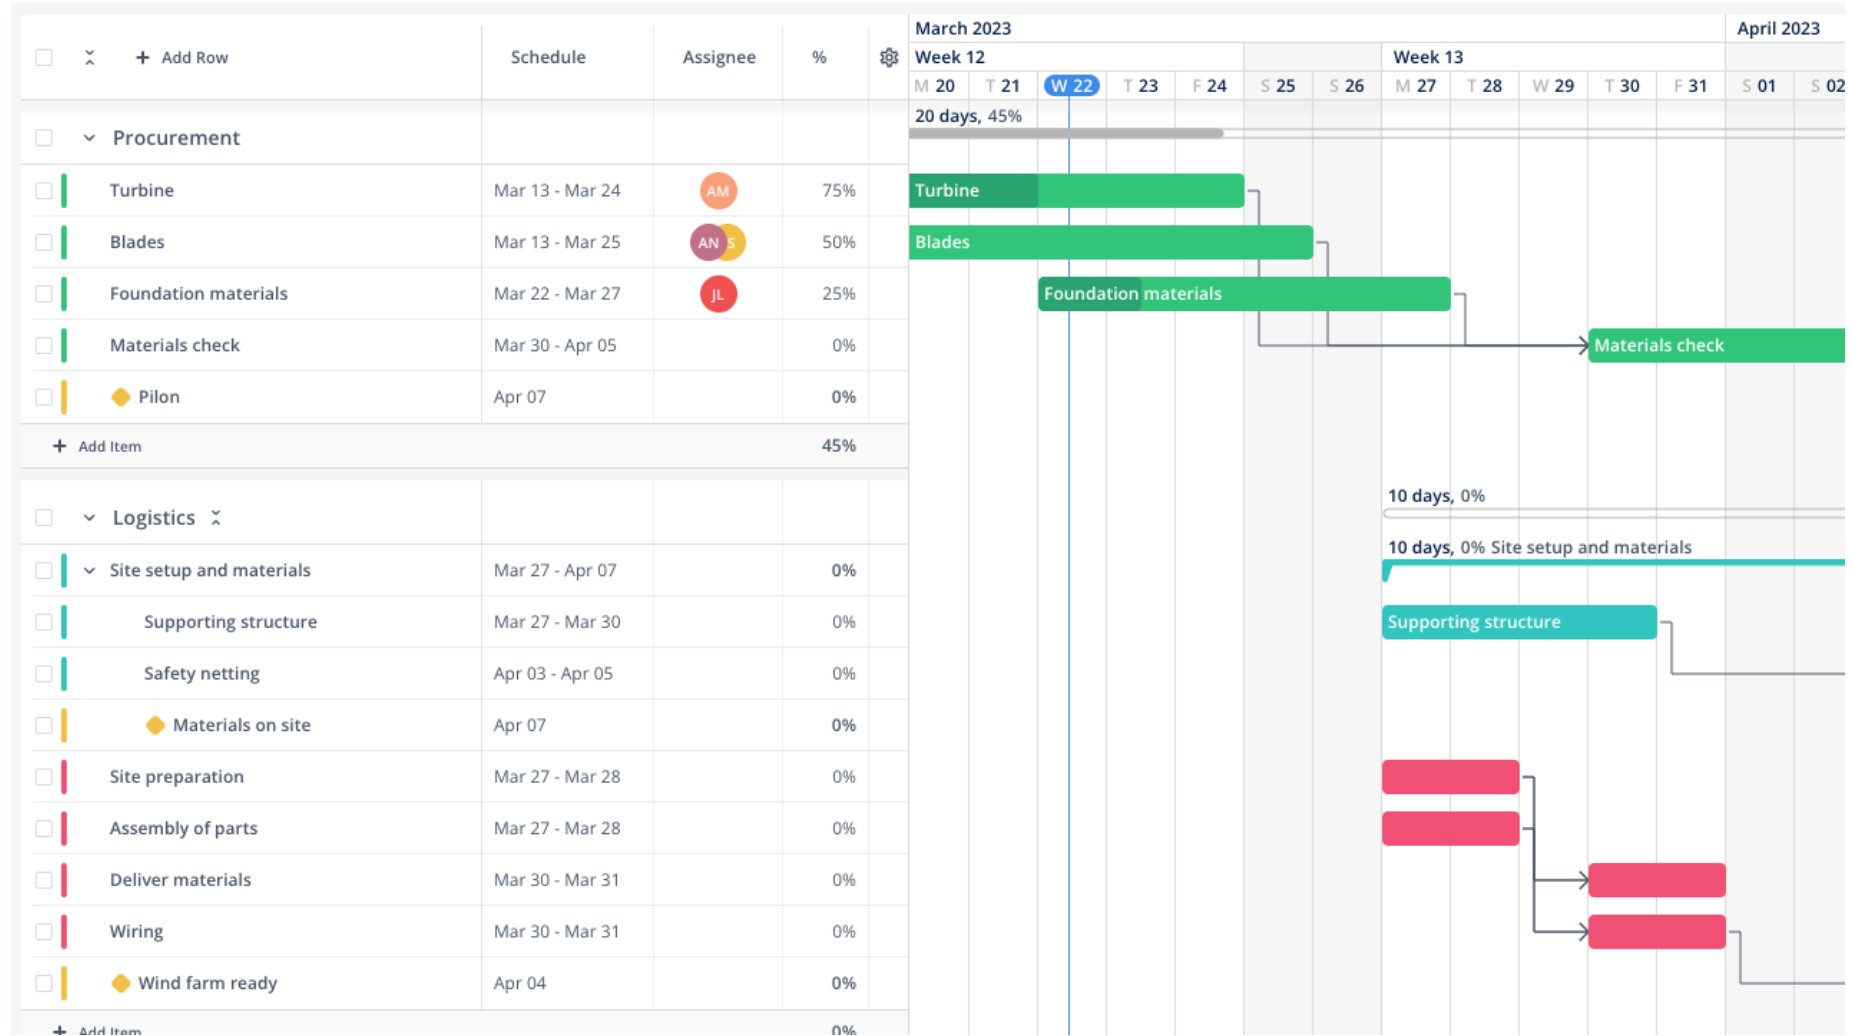 March 2023 April 2023
Add Row Schedule Assignee % Week 12 Week 13
M 20 T 21 W 22 T 23 F 24 S 25 S 26 M 27 T 28 W 29 T 30 F 31 S 01 S 02
20 days, 45%
Procurement
Turbine Mar 13 - Mar 24 AM 75% Turbine
Blades Mar 13 - Mar 25 AN S 50% Blades
Foundation materials Mar 22 - Mar 27 JL 25% Foundation materials
Materials check Mar 30 - Apr 05 0% Materials check
Pilon Apr 07 0%
Add Item 45%
10 days, 0%
Logistics
10 days, 0% Site setup and materials
Site setup and materials Mar 27 - Apr 07 0%
Supporting structure Mar 27 - Mar 30 0% Supporting structure
Safety netting Apr 03 - Apr 05 0%
Materials on site Apr 07 0%
Site preparation Mar 27 - Mar 28 0%
Assembly of parts Mar 27 - Mar 28 0%
Deliver materials Mar 30 - Mar 31 0%
Wiring Mar 30 - Mar 31 0%
Wind farm ready Apr 04 0%
Add Item 0%